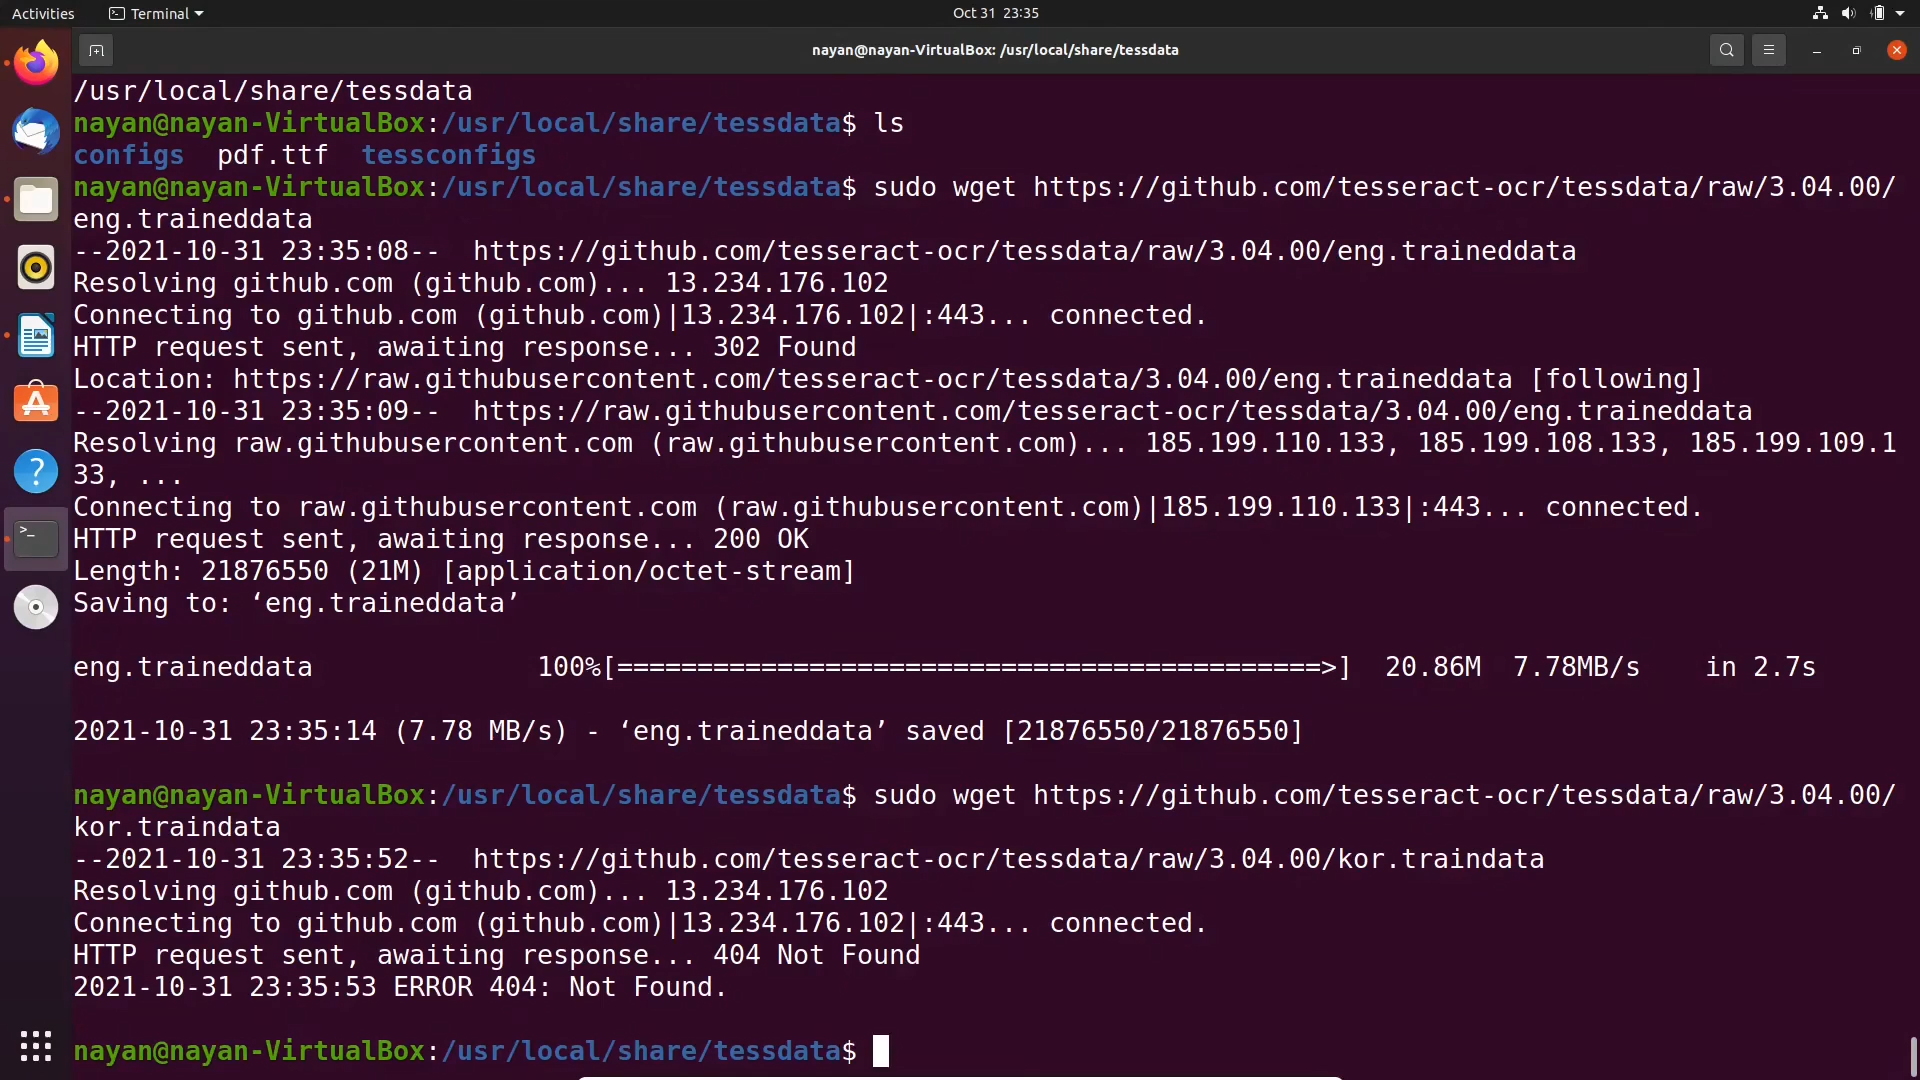 Activities Terminal Oct 31 23:35
nayan@nayan-VirtualBox: /usr/local/share/tessdata
/usr/local/share/tessdata
nayan@nayan-VirtualBox:/usr/local/share/tessdata$ ls
configs pdf.ttf tessconfigs
nayan@nayan-VirtualBox:/usr/local/share/tessdata$ sudo wget https://github.com/tesseract-ocr/tessdata/raw/3.04.00/
eng.traineddata
--2021-10-31 23:35:08-- https://github.com/tesseract-ocr/tessdata/raw/3.04.00/eng.traineddata
Resolving github.com (github.com)... 13.234.176.102
Connecting to github.com (github.com)|13.234.176.102|:443... connected.
HTTP request sent, awaiting response... 302 Found
Location: https://raw.githubusercontent.com/tesseract-ocr/tessdata/3.04.00/eng.traineddata [following]
--2021-10-31 23:35:09-- https://raw.githubusercontent.com/tesseract-ocr/tessdata/3.04.00/eng.traineddata
Resolving raw.githubusercontent.com (raw.githubusercontent.com)... 185.199.110.133, 185.199.108.133, 185.199.109.1
33, ...
Connecting to raw.githubusercontent.com (raw.githubusercontent.com)|185.199.110.133|:443... connected.
HTTP request sent, awaiting response... 200 OK
Length: 21876550 (21M) [application/octet-stream]
Saving to: ‘eng.traineddata’
eng.traineddata 100%[============================================>] 20.86M 7.78MB/s in 2.7s
2021-10-31 23:35:14 (7.78 MB/s) - ‘eng.traineddata’ saved [21876550/21876550]
nayan@nayan-VirtualBox:/usr/local/share/tessdata$ sudo wget https://github.com/tesseract-ocr/tessdata/raw/3.04.00/
kor.traindata
--2021-10-31 23:35:52-- https://github.com/tesseract-ocr/tessdata/raw/3.04.00/kor.traindata
Resolving github.com (github.com)... 13.234.176.102
Connecting to github.com (github.com)|13.234.176.102|:443... connected.
HTTP request sent, awaiting response... 404 Not Found
2021-10-31 23:35:53 ERROR 404: Not Found.
nayan@nayan-VirtualBox:/usr/local/share/tessdata$